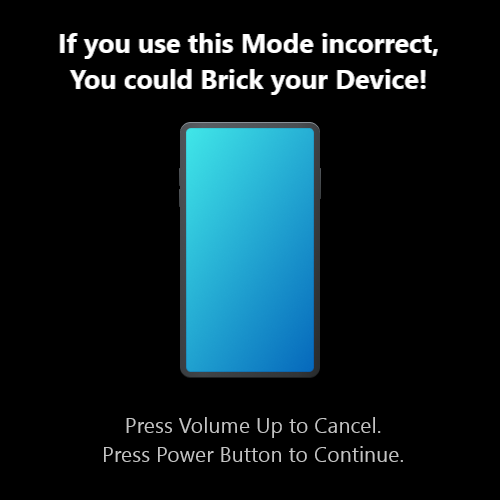 If you use this Mode incorrect,
You could Brick your Device!
Press Volume Up to Cancel.
Press Power Button to Continue.